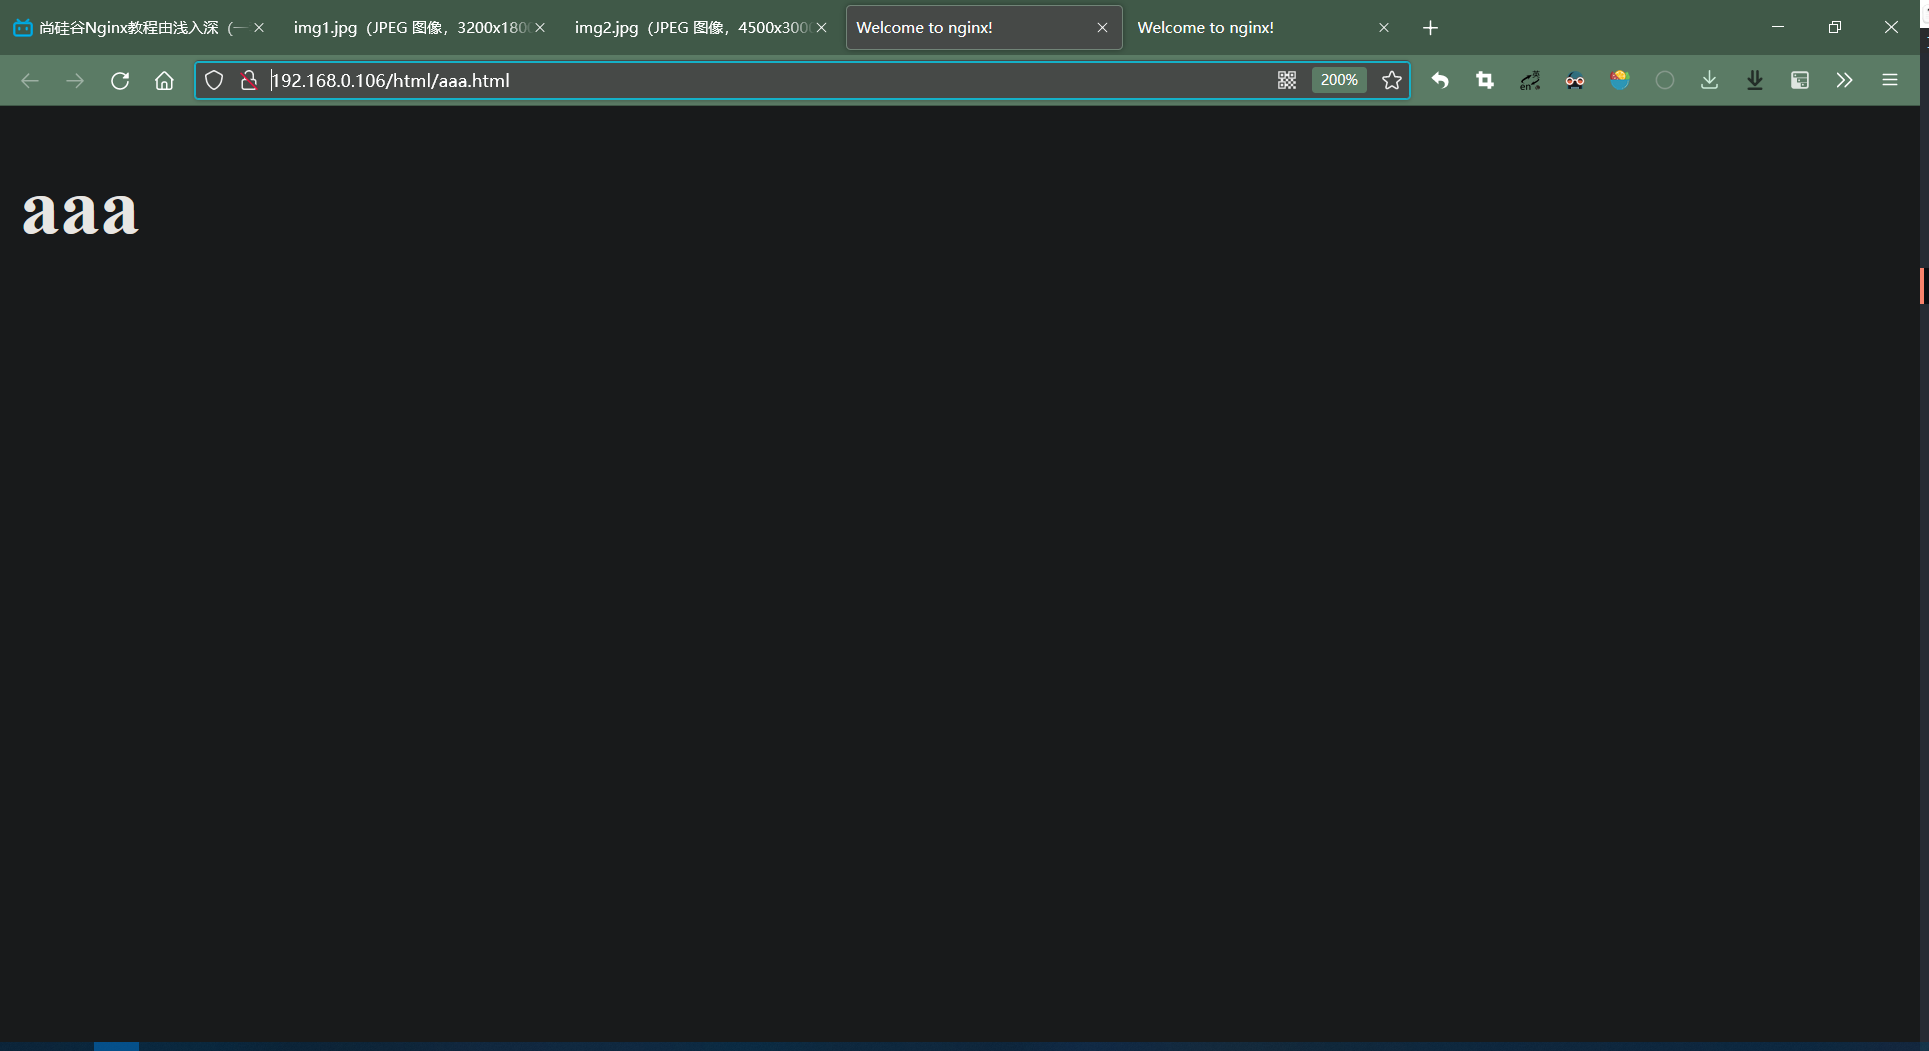 尚硅谷Nginx教程由浅入深（一
img1.jpg（JPEG 图像，3200x180
img2.jpg（JPEG 图像，4500x300
Welcome to nginx!
Welcome to nginx!
192.168.0.106/html/aaa.html
200%
英
en
aaa